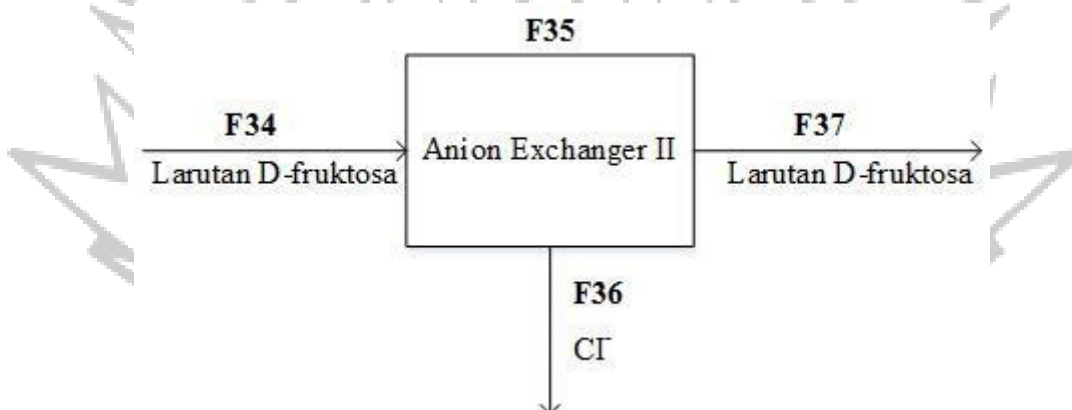 F35
F34
Larutan D-fruktosa
Anion Exchanger II
F37
Larutan D-fruktosa
F36
Cl⁻